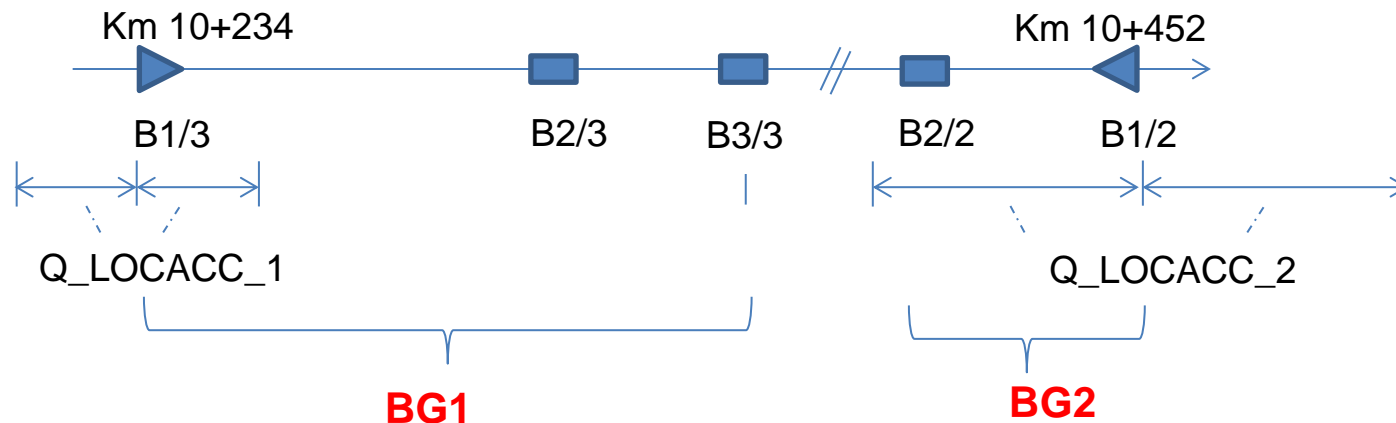 Km 10+234
Km 10+452
B1/3
B2/3
B3/3
B2/2
B1/2
Q_LOCACC_1
Q_LOCACC_2
BG1
BG2